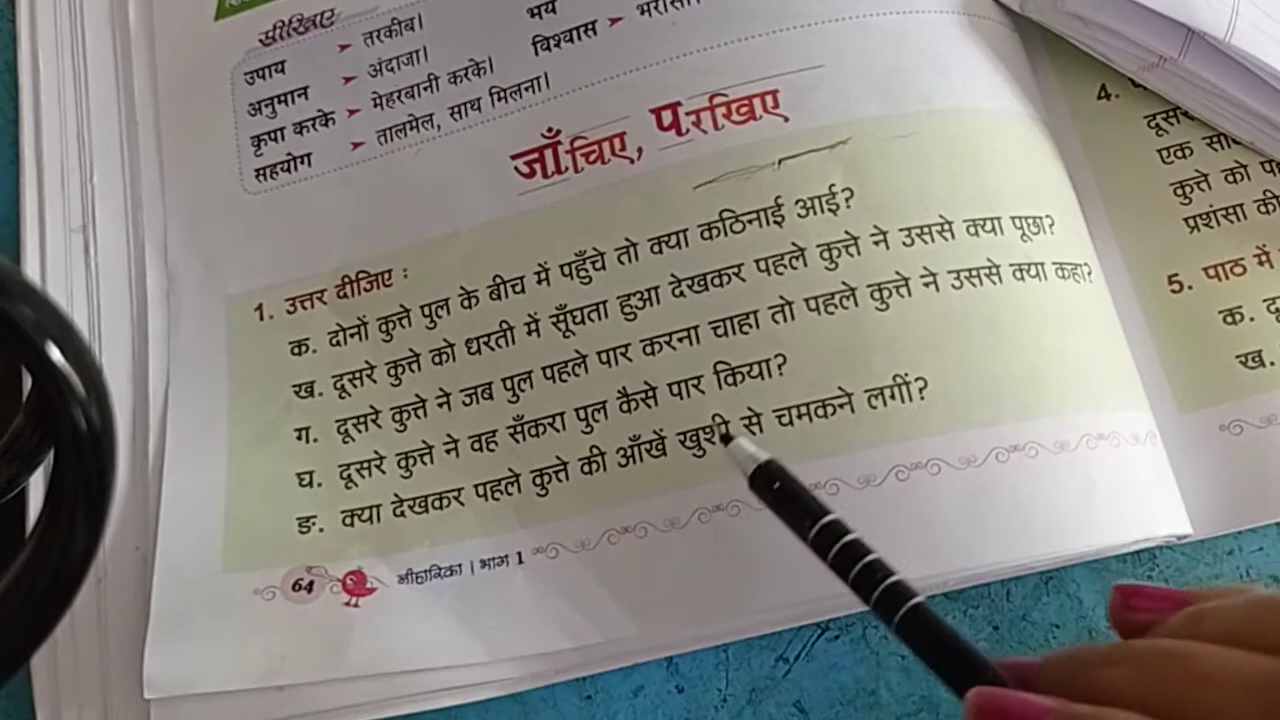 सीखिए
उपाय ➤ तरकीब।
भय
अनुमान ➤ अंदाजा।
विश्वास ➤ भरोसा।
कृपा करके ➤ मेहरबानी करके।
सहयोग ➤ तालमेल, साथ मिलना।
जाँचिए, परखिए
1. उत्तर दीजिए :
क. दोनों कुत्ते पुल के बीच में पहुँचे तो क्या कठिनाई आई?
ख. दूसरे कुत्ते को धरती में सूँघता हुआ देखकर पहले कुत्ते ने उससे क्या पूछा?
ग. दूसरे कुत्ते ने जब पुल पहले पार करना चाहा तो पहले कुत्ते ने उससे क्या कहा?
घ. दूसरे कुत्ते ने वह सँकरा पुल कैसे पार किया?
ङ. क्या देखकर पहले कुत्ते की आँखें खुशी से चमकने लगीं?
64 नीहारिका | भाग 1
4.
एक
कुत्ते को
प्रशंसा की
5. पाठ में
क.
ख.